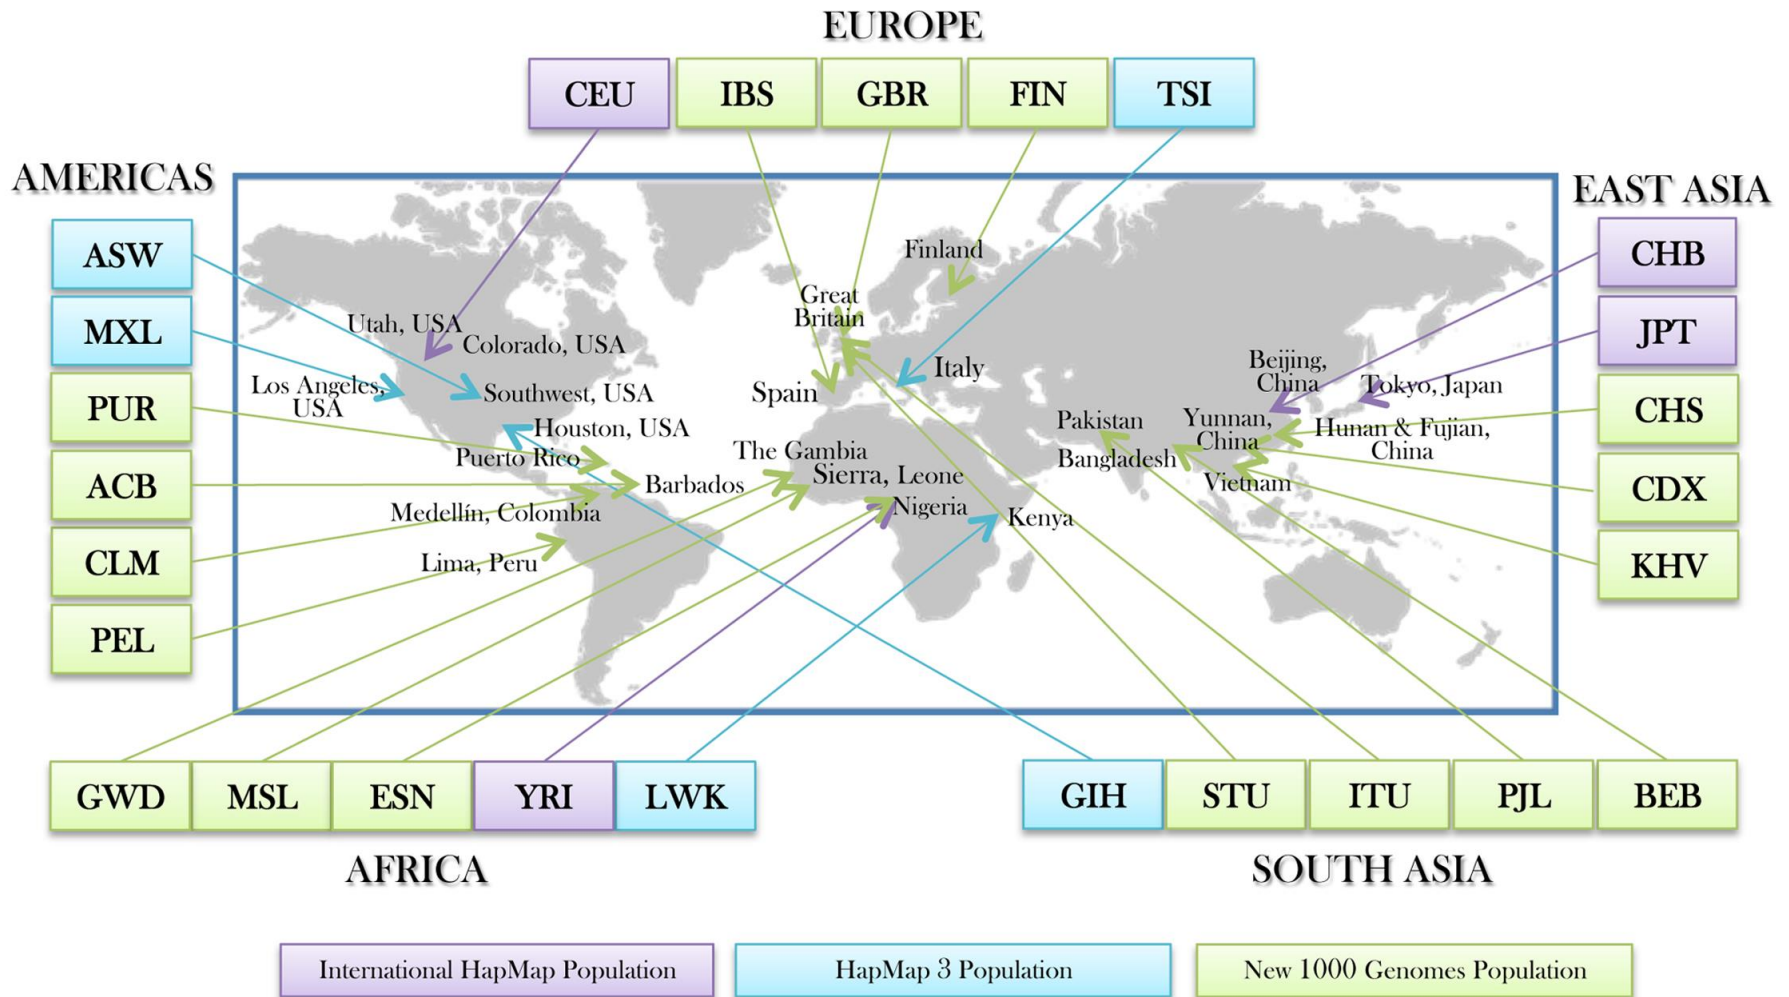 EUROPE
CEU
IBS
GBR
FIN
TSI
AMERICAS
EAST ASIA
ASW
MXL
PUR
ACB
CLM
PEL
CHB
JPT
CHS
CDX
KHV
Finland
Great
Britain
Utah, USA
Colorado, USA
Los Angeles,
USA
Southwest, USA
Houston, USA
Puerto Rico
Barbados
Medellín, Colombia
Lima, Peru
Spain
Italy
The Gambia
Sierra, Leone
Nigeria
Kenya
Pakistan
Bangladesh
Beijing,
China
Tokyo, Japan
Yunnan,
China
Hunan & Fujian,
China
Vietnam
GWD
MSL
ESN
YRI
LWK
GIH
STU
ITU
PJL
BEB
AFRICA
SOUTH ASIA
International HapMap Population
HapMap 3 Population
New 1000 Genomes Population